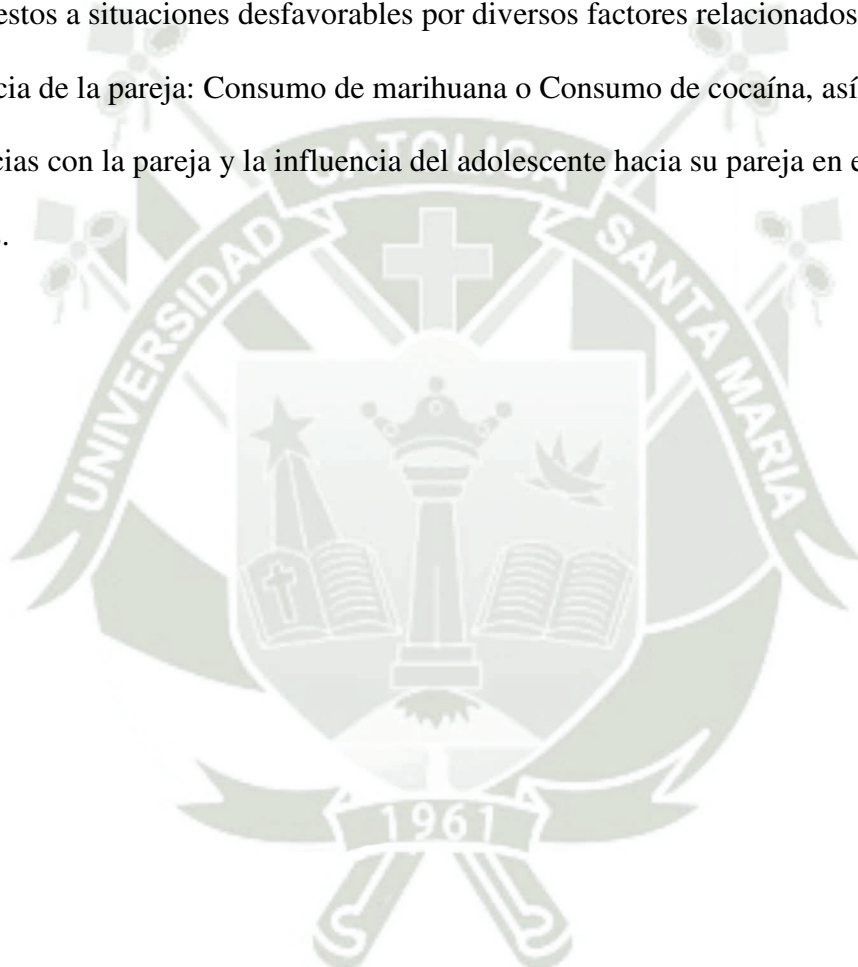 estos a situaciones desfavorables por diversos factores relacionados
cia de la pareja: Consumo de marihuana o Consumo de cocaína, así
cias con la pareja y la influencia del adolescente hacia su pareja en e
.
UNIVERSIDAD CATOLICA SANTA MARIA
1961